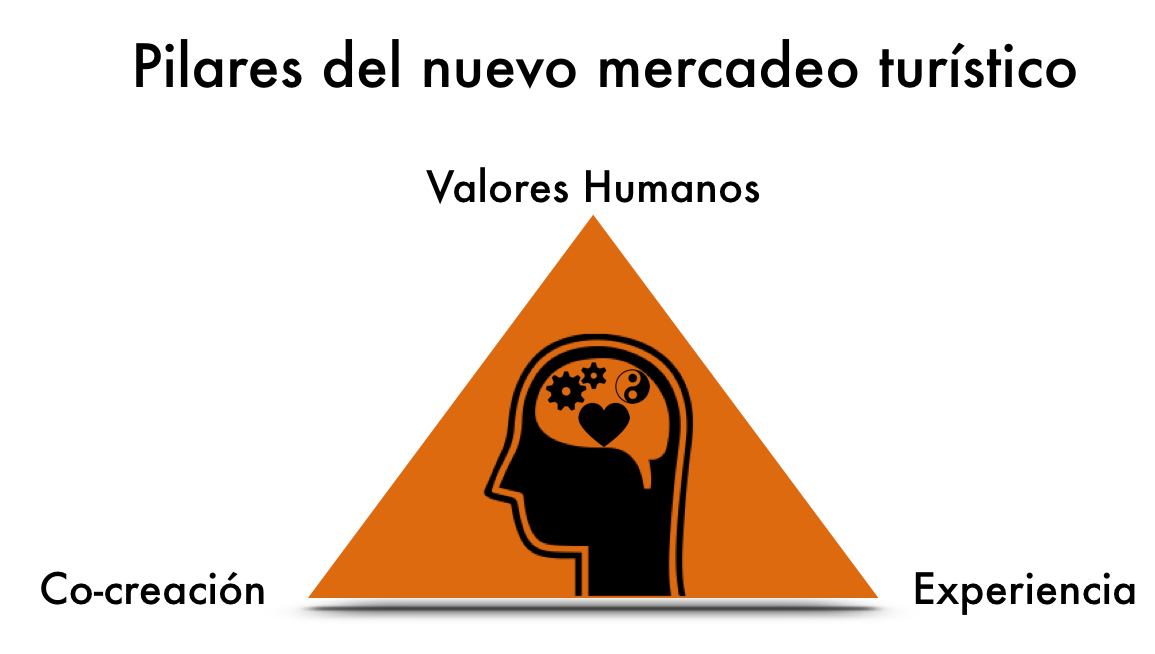 Pilares del nuevo mercadeo turístico
Valores Humanos
Co-creación
Experiencia